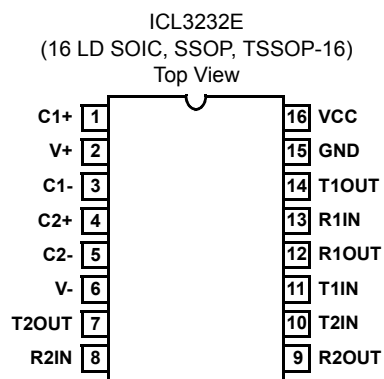 ICL3232E
(16 LD SOIC, SSOP, TSSOP-16)
Top View
C1+ 1 16 VCC
V+ 2 15 GND
C1- 3 14 T1OUT
C2+ 4 13 R1IN
C2- 5 12 R1OUT
V- 6 11 T1IN
T2OUT 7 10 T2IN
R2IN 8 9 R2OUT